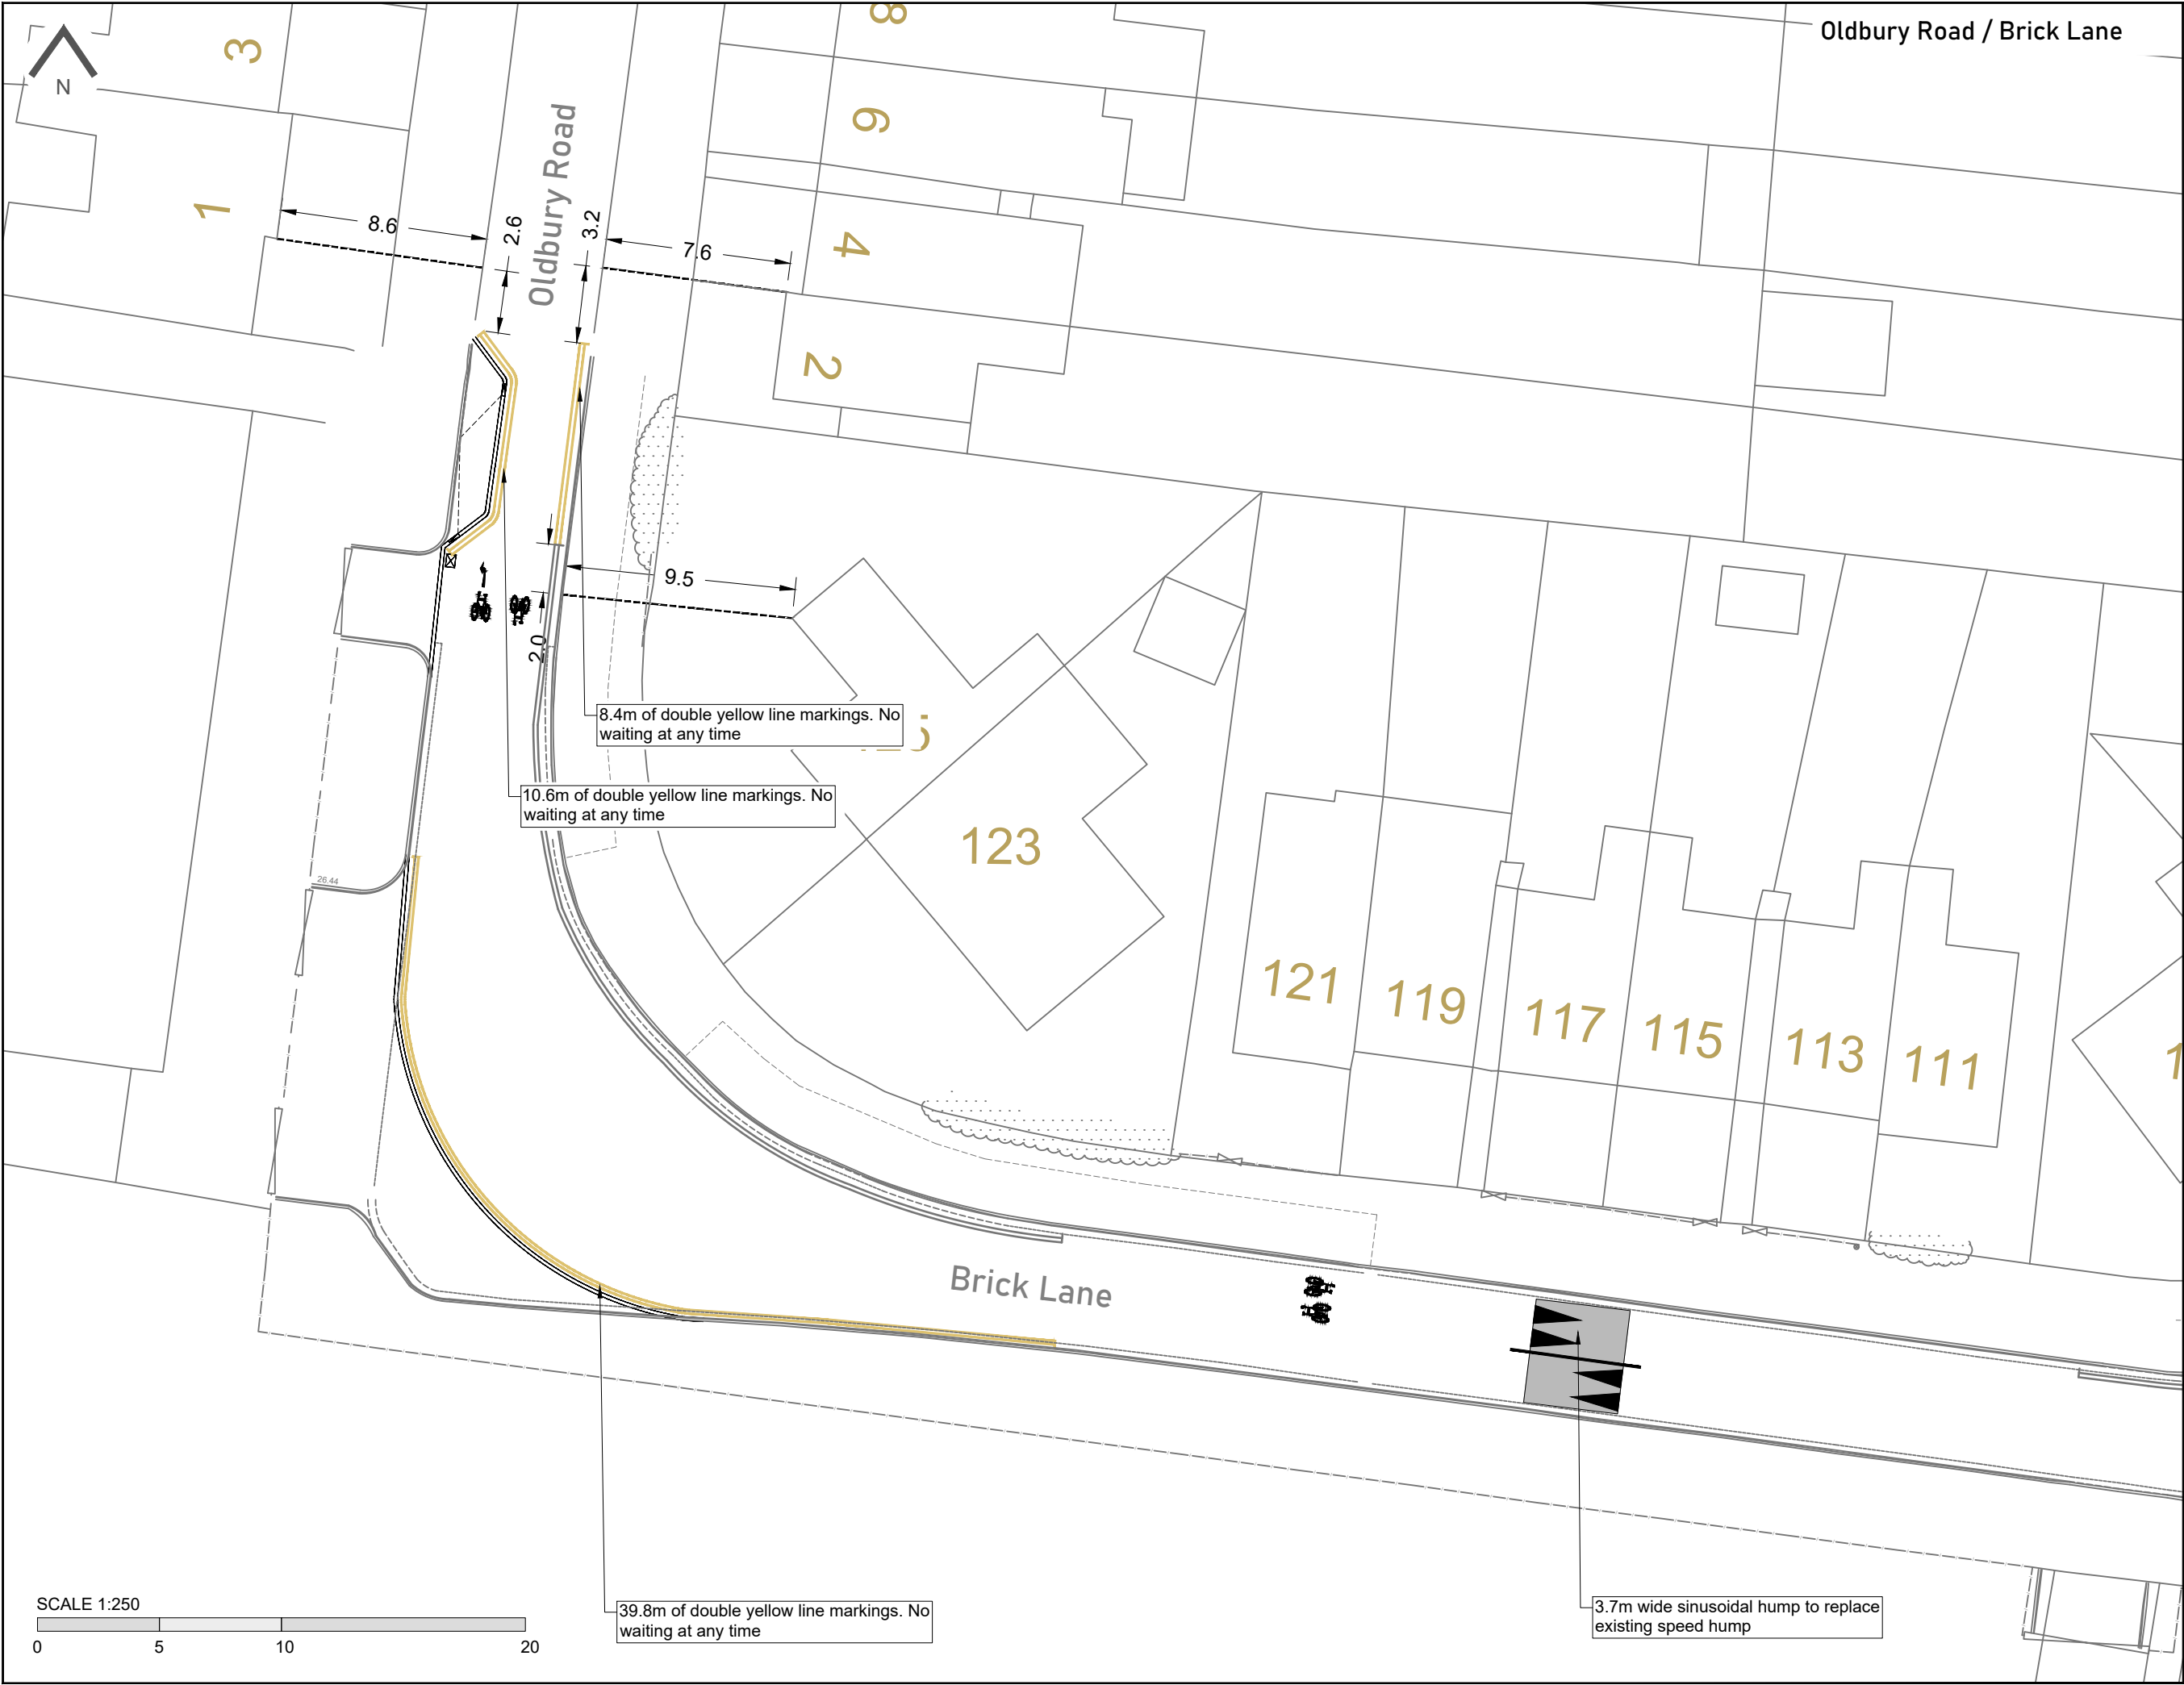 Oldbury Road / Brick Lane
N
3
8
6
1
Oldbury Road
8.6
2.6
3.2
7.6
4
2
9.5
2.0
8.4m of double yellow line markings. No
waiting at any time
10.6m of double yellow line markings. No
waiting at any time
123
26.44
121
119
117
115
113
111
Brick Lane
SCALE 1:250
0
5
10
20
39.8m of double yellow line markings. No
waiting at any time
3.7m wide sinusoidal hump to replace
existing speed hump